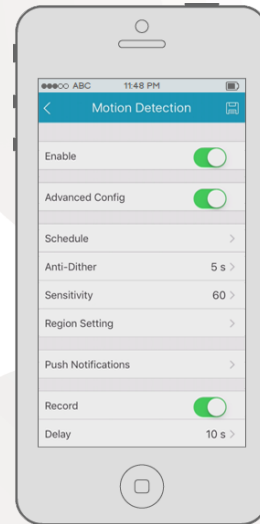 ABC 11:48 PM
Motion Detection
Enable
Advanced Config
Schedule
Anti-Dither 5 s
Sensitivity 60
Region Setting
Push Notifications
Record
Delay 10 s